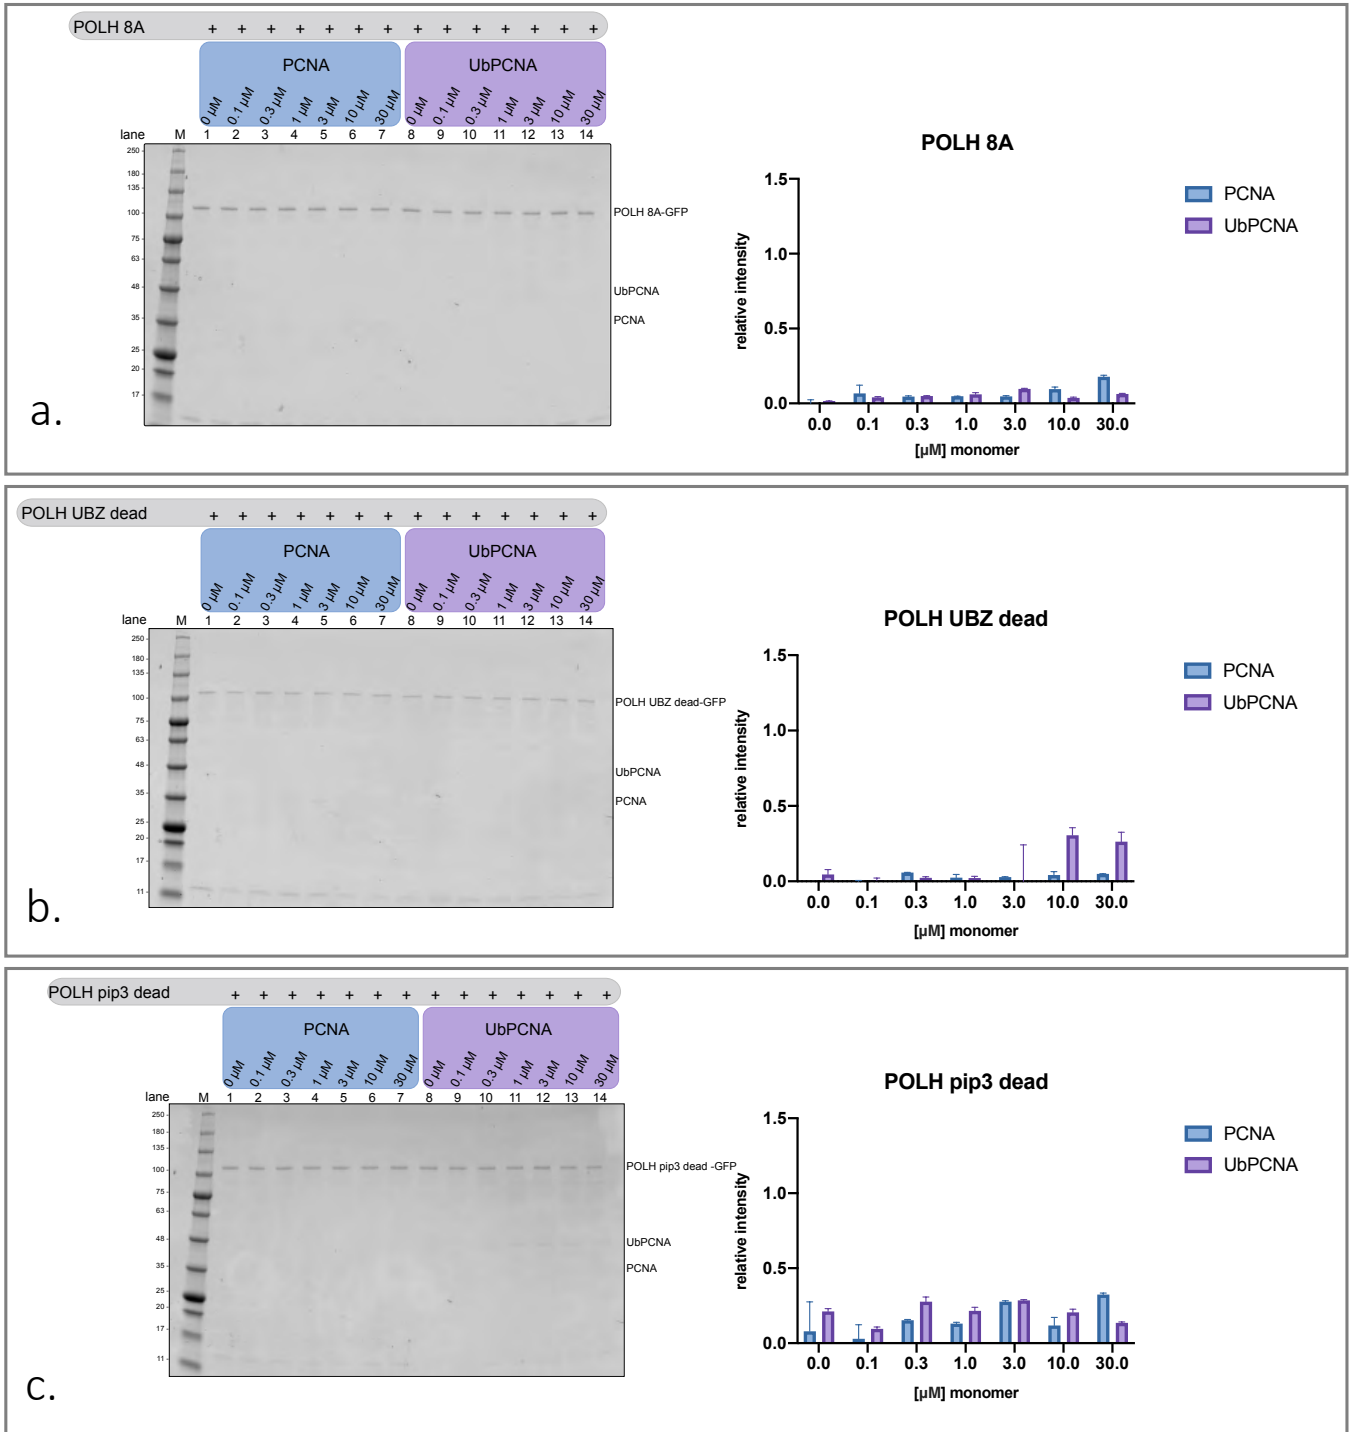 POLH 8A + + + + + + + + + + + + + +
PCNA UbPCNA
0 µM 0.1 µM 0.3 µM 1 µM 3 µM 10 µM 30 µM 0 µM 0.1 µM 0.3 µM 1 µM 3 µM 10 µM 30 µM
lane M 1 2 3 4 5 6 7 8 9 10 11 12 13 14
250
180
135
100
75
63
48
35
25
20
17
POLH 8A-GFP
UbPCNA
PCNA
a.
POLH 8A
PCNA
UbPCNA
relative intensity
1.5
1.0
0.5
0.0
0.0 0.1 0.3 1.0 3.0 10.0 30.0
[µM] monomer
POLH UBZ dead + + + + + + + + + + + + + +
PCNA UbPCNA
0 µM 0.1 µM 0.3 µM 1 µM 3 µM 10 µM 30 µM 0 µM 0.1 µM 0.3 µM 1 µM 3 µM 10 µM 30 µM
lane M 1 2 3 4 5 6 7 8 9 10 11 12 13 14
250
180
135
100
75
63
48
35
25
20
17
11
POLH UBZ dead-GFP
UbPCNA
PCNA
b.
POLH UBZ dead
PCNA
UbPCNA
relative intensity
1.5
1.0
0.5
0.0
0.0 0.1 0.3 1.0 3.0 10.0 30.0
[µM] monomer
POLH pip3 dead + + + + + + + + + + + + + +
PCNA UbPCNA
0 µM 0.1 µM 0.3 µM 1 µM 3 µM 10 µM 30 µM 0 µM 0.1 µM 0.3 µM 1 µM 3 µM 10 µM 30 µM
lane M 1 2 3 4 5 6 7 8 9 10 11 12 13 14
250
180
135
100
75
63
48
35
25
20
17
11
POLH pip3 dead -GFP
UbPCNA
PCNA
c.
POLH pip3 dead
PCNA
UbPCNA
relative intensity
1.5
1.0
0.5
0.0
0.0 0.1 0.3 1.0 3.0 10.0 30.0
[µM] monomer